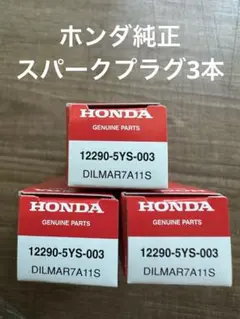 ホンダ純正
スパークプラグ3本
HONDA
GENUINE PARTS
12290-5YS-003
DILMAR7A11S
HONDA
GENUINE PARTS
12290-5YS-003
DILMAR7A11S
HONDA
GENUINE PARTS
12290-5YS-003
DILMAR7A11S